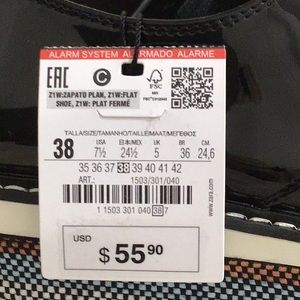 ALARM SYSTEM ALARMADO ALARME
EAC
C
FSC
Z1W:ZAPATO PLAN, Z1W:FLAT
SHOE, Z1W: PLAT FERMÉ
TALLA/SIZE/TAMANHO/TAILLE/MAAT/ΜΕΓΕΘΟΣ
EUR USA MEX UK BR CM
38 7½ 24½ 5 36 24,6
35 36 37 38 39 40 41 42
1503/301/040
1 1503 301 040 38 7
www.zara.com
USD
$ 55 90